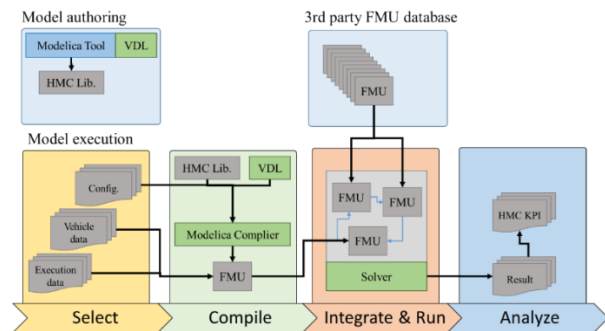 Model authoring
Modelica Tool
VDL
HMC Lib.
3rd party FMU database
FMU
Model execution
Config.
Vehicle
data
Execution
data
HMC Lib.
VDL
Modelica Complier
FMU
FMU
FMU
FMU
Solver
HMC KPI
Result
Select
Compile
Integrate & Run
Analyze